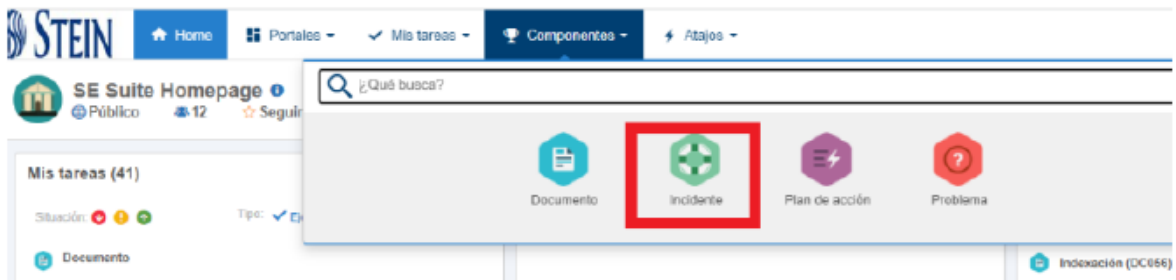 STEIN
Home
Portales
Mis tareas
Componentes
Atajos
¿Qué busca?
SE Suite Homepage
Público 12 Seguir
Documento
Incidente
Plan de acción
Problema
Mis tareas (41)
Situación:
Tipo:
Documento
Indexación (DC056)